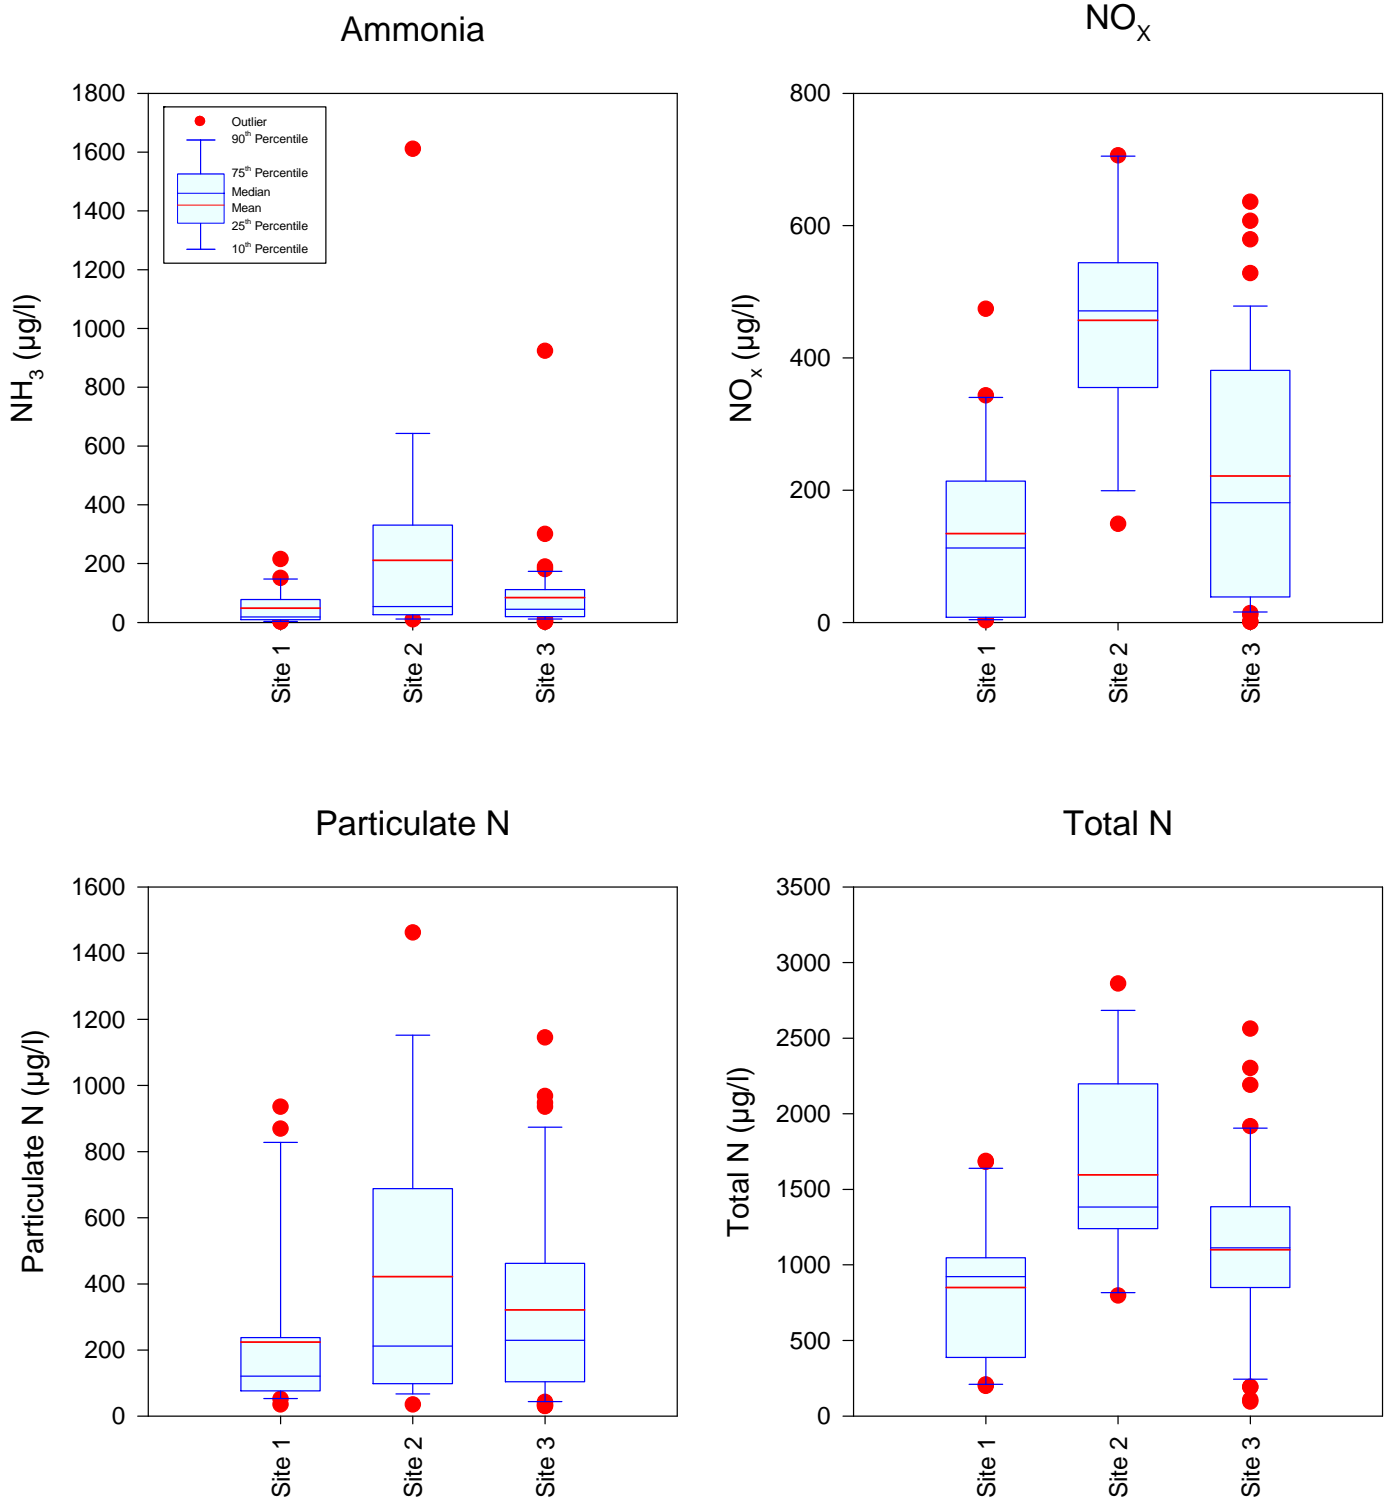 Ammonia
NH3 (µg/l)
1800
1600
1400
1200
1000
800
600
400
200
0
Outlier
90th Percentile
75th Percentile
Median
Mean
25th Percentile
10th Percentile
Site 1
Site 2
Site 3
NOX
NOx (µg/l)
800
600
400
200
0
Site 1
Site 2
Site 3
Particulate N
Particulate N (µg/l)
1600
1400
1200
1000
800
600
400
200
0
Site 1
Site 2
Site 3
Total N
Total N (µg/l)
3500
3000
2500
2000
1500
1000
500
0
Site 1
Site 2
Site 3